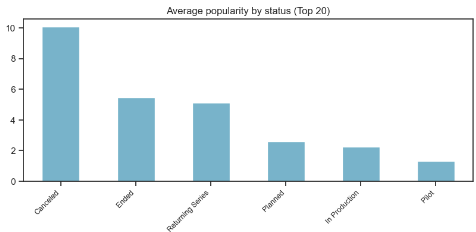 Average popularity by status (Top 20)
10
8
6
4
2
0
Canceled
Ended
Returning Series
Planned
In Production
Pilot